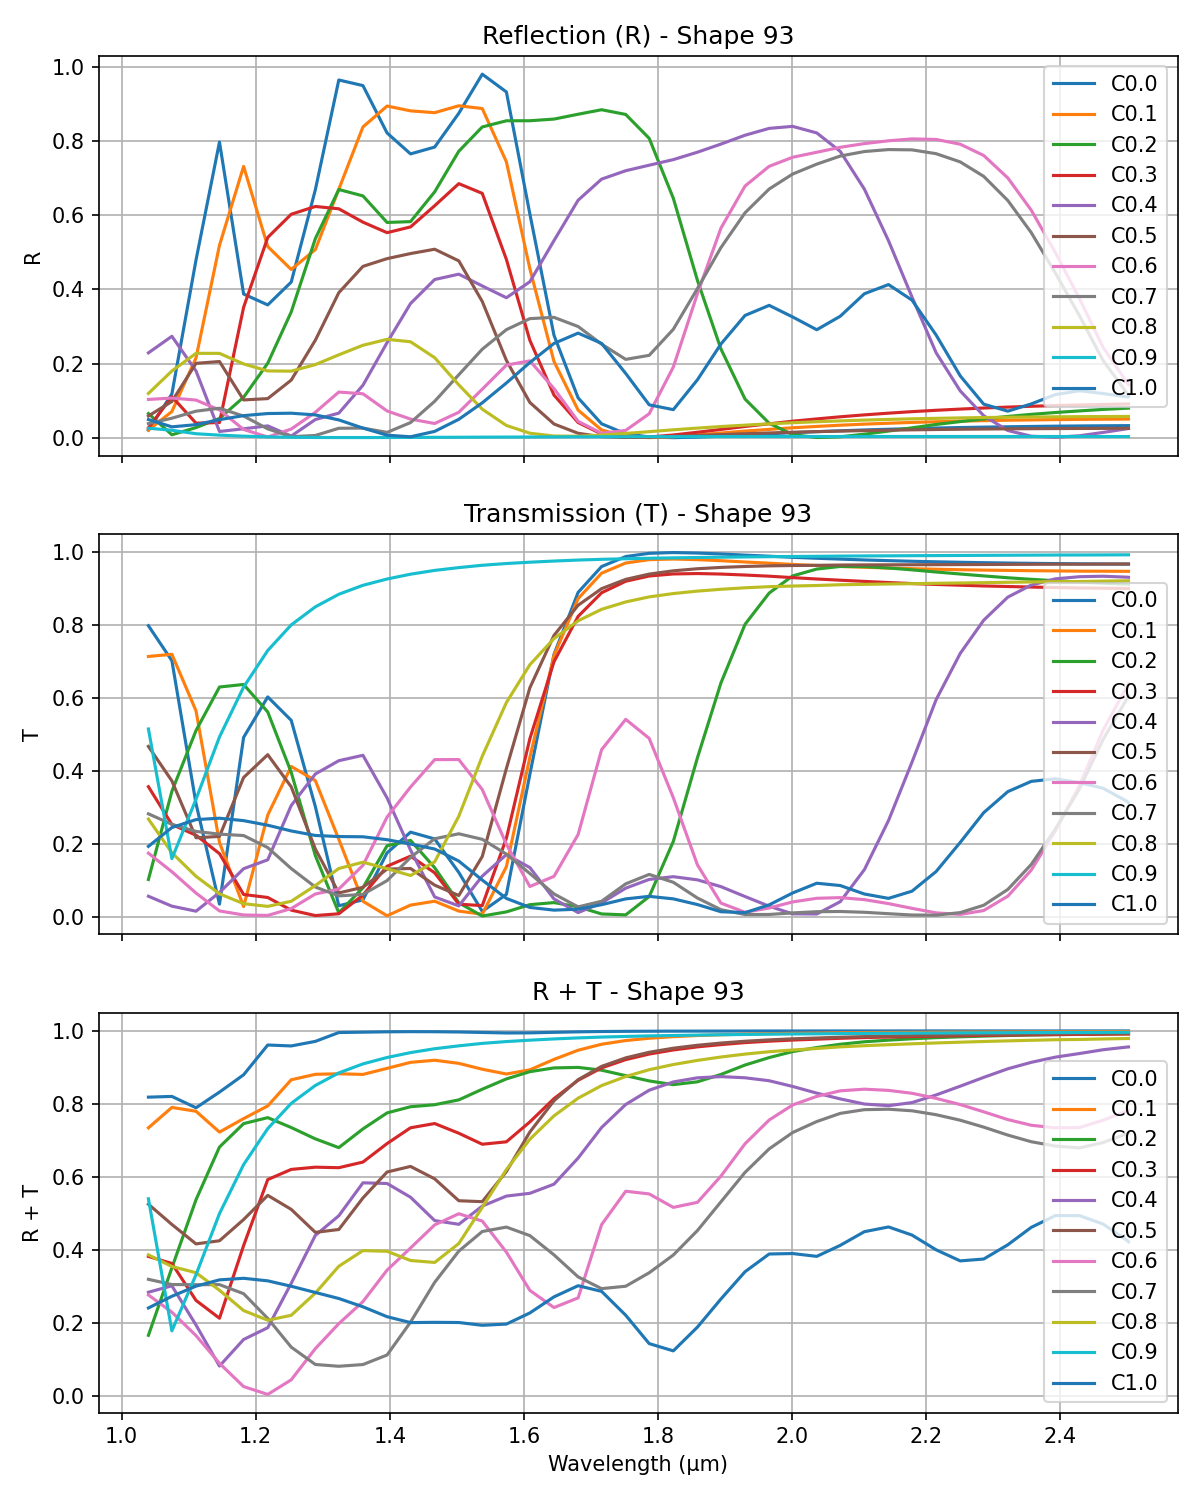 Reflection (R) - Shape 93
1.0
0.8
0.6
0.4
0.2
0.0
R
C0.0
C0.1
C0.2
C0.3
C0.4
C0.5
C0.6
C0.7
C0.8
C0.9
C1.0
Transmission (T) - Shape 93
1.0
0.8
0.6
0.4
0.2
0.0
T
C0.0
C0.1
C0.2
C0.3
C0.4
C0.5
C0.6
C0.7
C0.8
C0.9
C1.0
R + T - Shape 93
1.0
0.8
0.6
0.4
0.2
0.0
R + T
C0.0
C0.1
C0.2
C0.3
C0.4
C0.5
C0.6
C0.7
C0.8
C0.9
C1.0
1.0 1.2 1.4 1.6 1.8 2.0 2.2 2.4
Wavelength (μm)